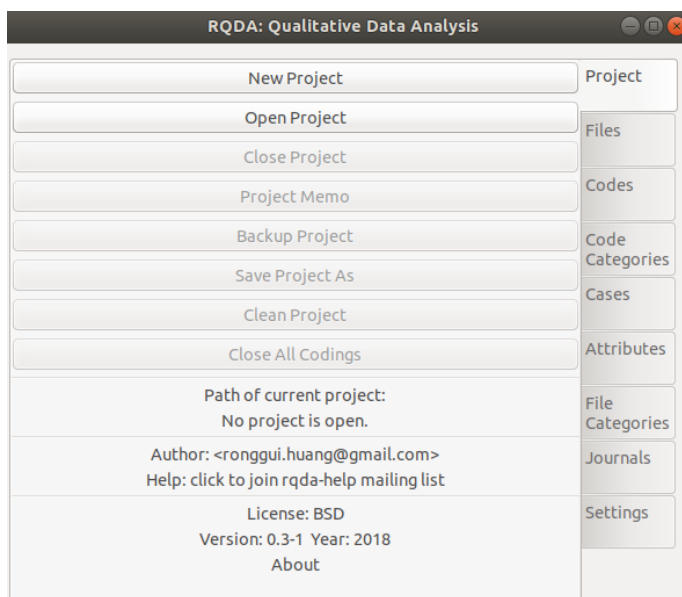 RQDA: Qualitative Data Analysis
New Project
Open Project
Close Project
Project Memo
Backup Project
Save Project As
Clean Project
Close All Codings
Path of current project:
No project is open.
Author: <ronggui.huang@gmail.com>
Help: click to join rqda-help mailing list
License: BSD
Version: 0.3-1 Year: 2018
About
Project
Files
Codes
Code
Categories
Cases
Attributes
File
Categories
Journals
Settings